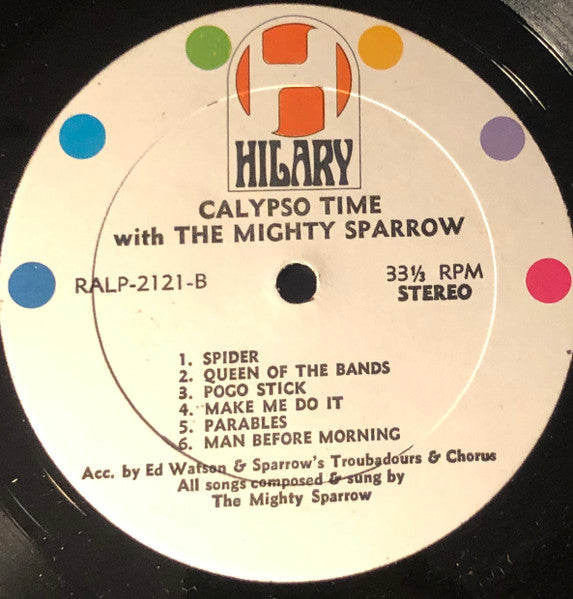 HILARY
CALYPSO TIME
with THE MIGHTY SPARROW
RALP-2121-B
33⅓ RPM
STEREO
1. SPIDER
2. QUEEN OF THE BANDS
3. POGO STICK
4. MAKE ME DO IT
5. PARABLES
6. MAN BEFORE MORNING
Acc. by Ed Watson & Sparrow's Troubadours & Chorus
All songs composed & sung by
The Mighty Sparrow